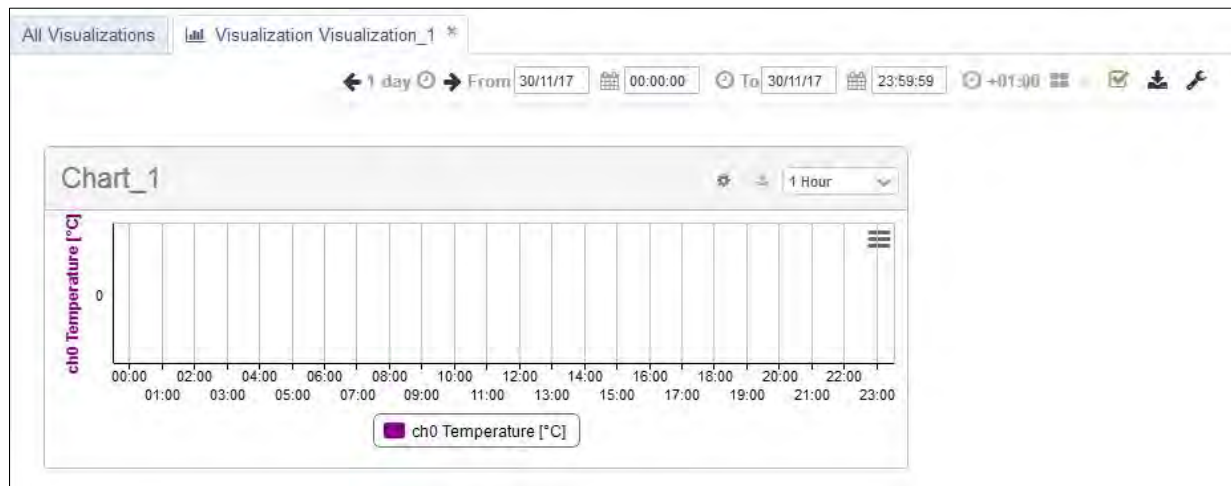 All Visualizations Visualization Visualization_1
1 day From 30/11/17 00:00:00 To 30/11/17 23:59:59 +01:00
Chart_1 1 Hour
ch0 Temperature [°C]
0
00:00 02:00 04:00 06:00 08:00 10:00 12:00 14:00 16:00 18:00 20:00 22:00
01:00 03:00 05:00 07:00 09:00 11:00 13:00 15:00 17:00 19:00 21:00 23:00
ch0 Temperature [°C]